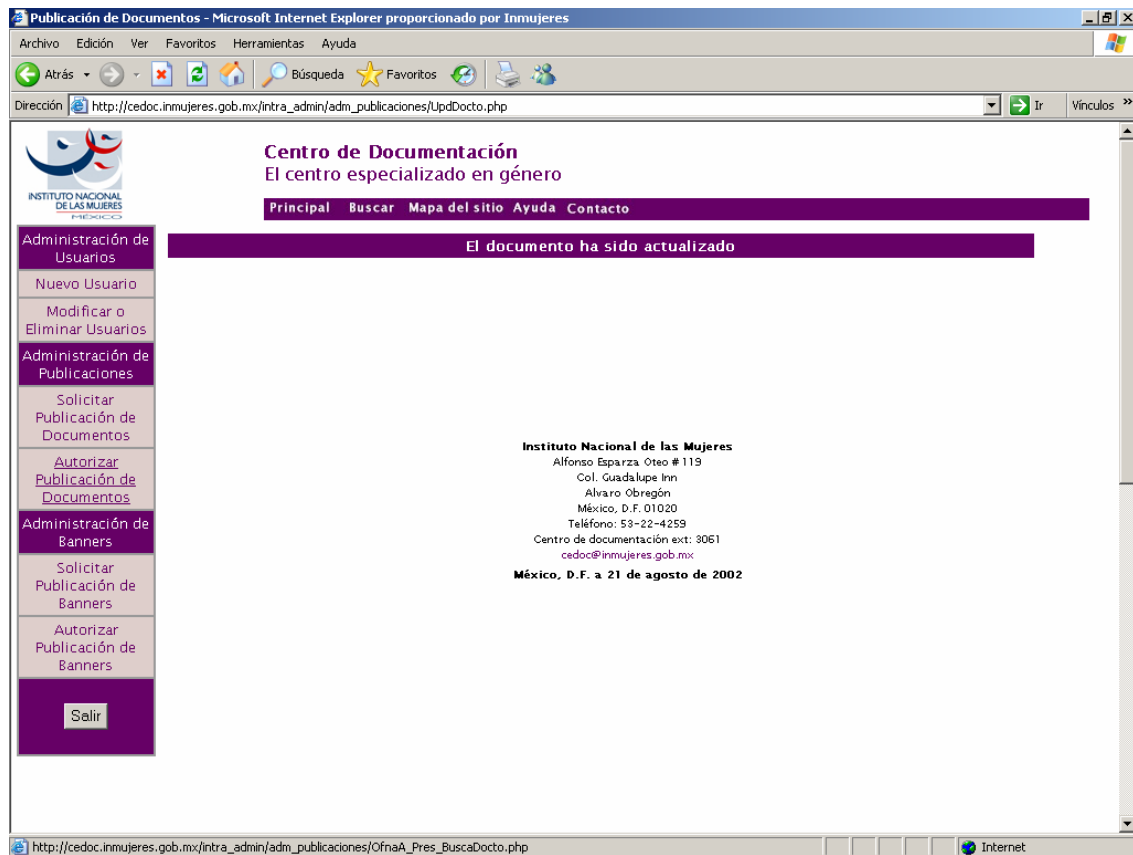 Publicación de Documentos - Microsoft Internet Explorer proporcionado por Inmujeres
Archivo Edición Ver Favoritos Herramientas Ayuda
Atrás Búsqueda Favoritos
Dirección http://cedoc.inmujeres.gob.mx/intra_admin/adm_publicaciones/UpdDocto.php Ir Vínculos »
INSTITUTO NACIONAL
DE LAS MUJERES
MÉXICO
Centro de Documentación
El centro especializado en género
Principal Buscar Mapa del sitio Ayuda Contacto
Administración de
Usuarios
Nuevo Usuario
Modificar o
Eliminar Usuarios
Administración de
Publicaciones
Solicitar
Publicación de
Documentos
Autorizar
Publicación de
Documentos
Administración de
Banners
Solicitar
Publicación de
Banners
Autorizar
Publicación de
Banners
Salir
El documento ha sido actualizado
Instituto Nacional de las Mujeres
Alfonso Esparza Oteo #119
Col. Guadalupe Inn
Alvaro Obregón
México, D.F. 01020
Teléfono: 53-22-4259
Centro de documentación ext: 3061
cedoc@inmujeres.gob.mx
México, D.F. a 21 de agosto de 2002
http://cedoc.inmujeres.gob.mx/intra_admin/adm_publicaciones/OfnaA_Pres_BuscaDocto.php Internet